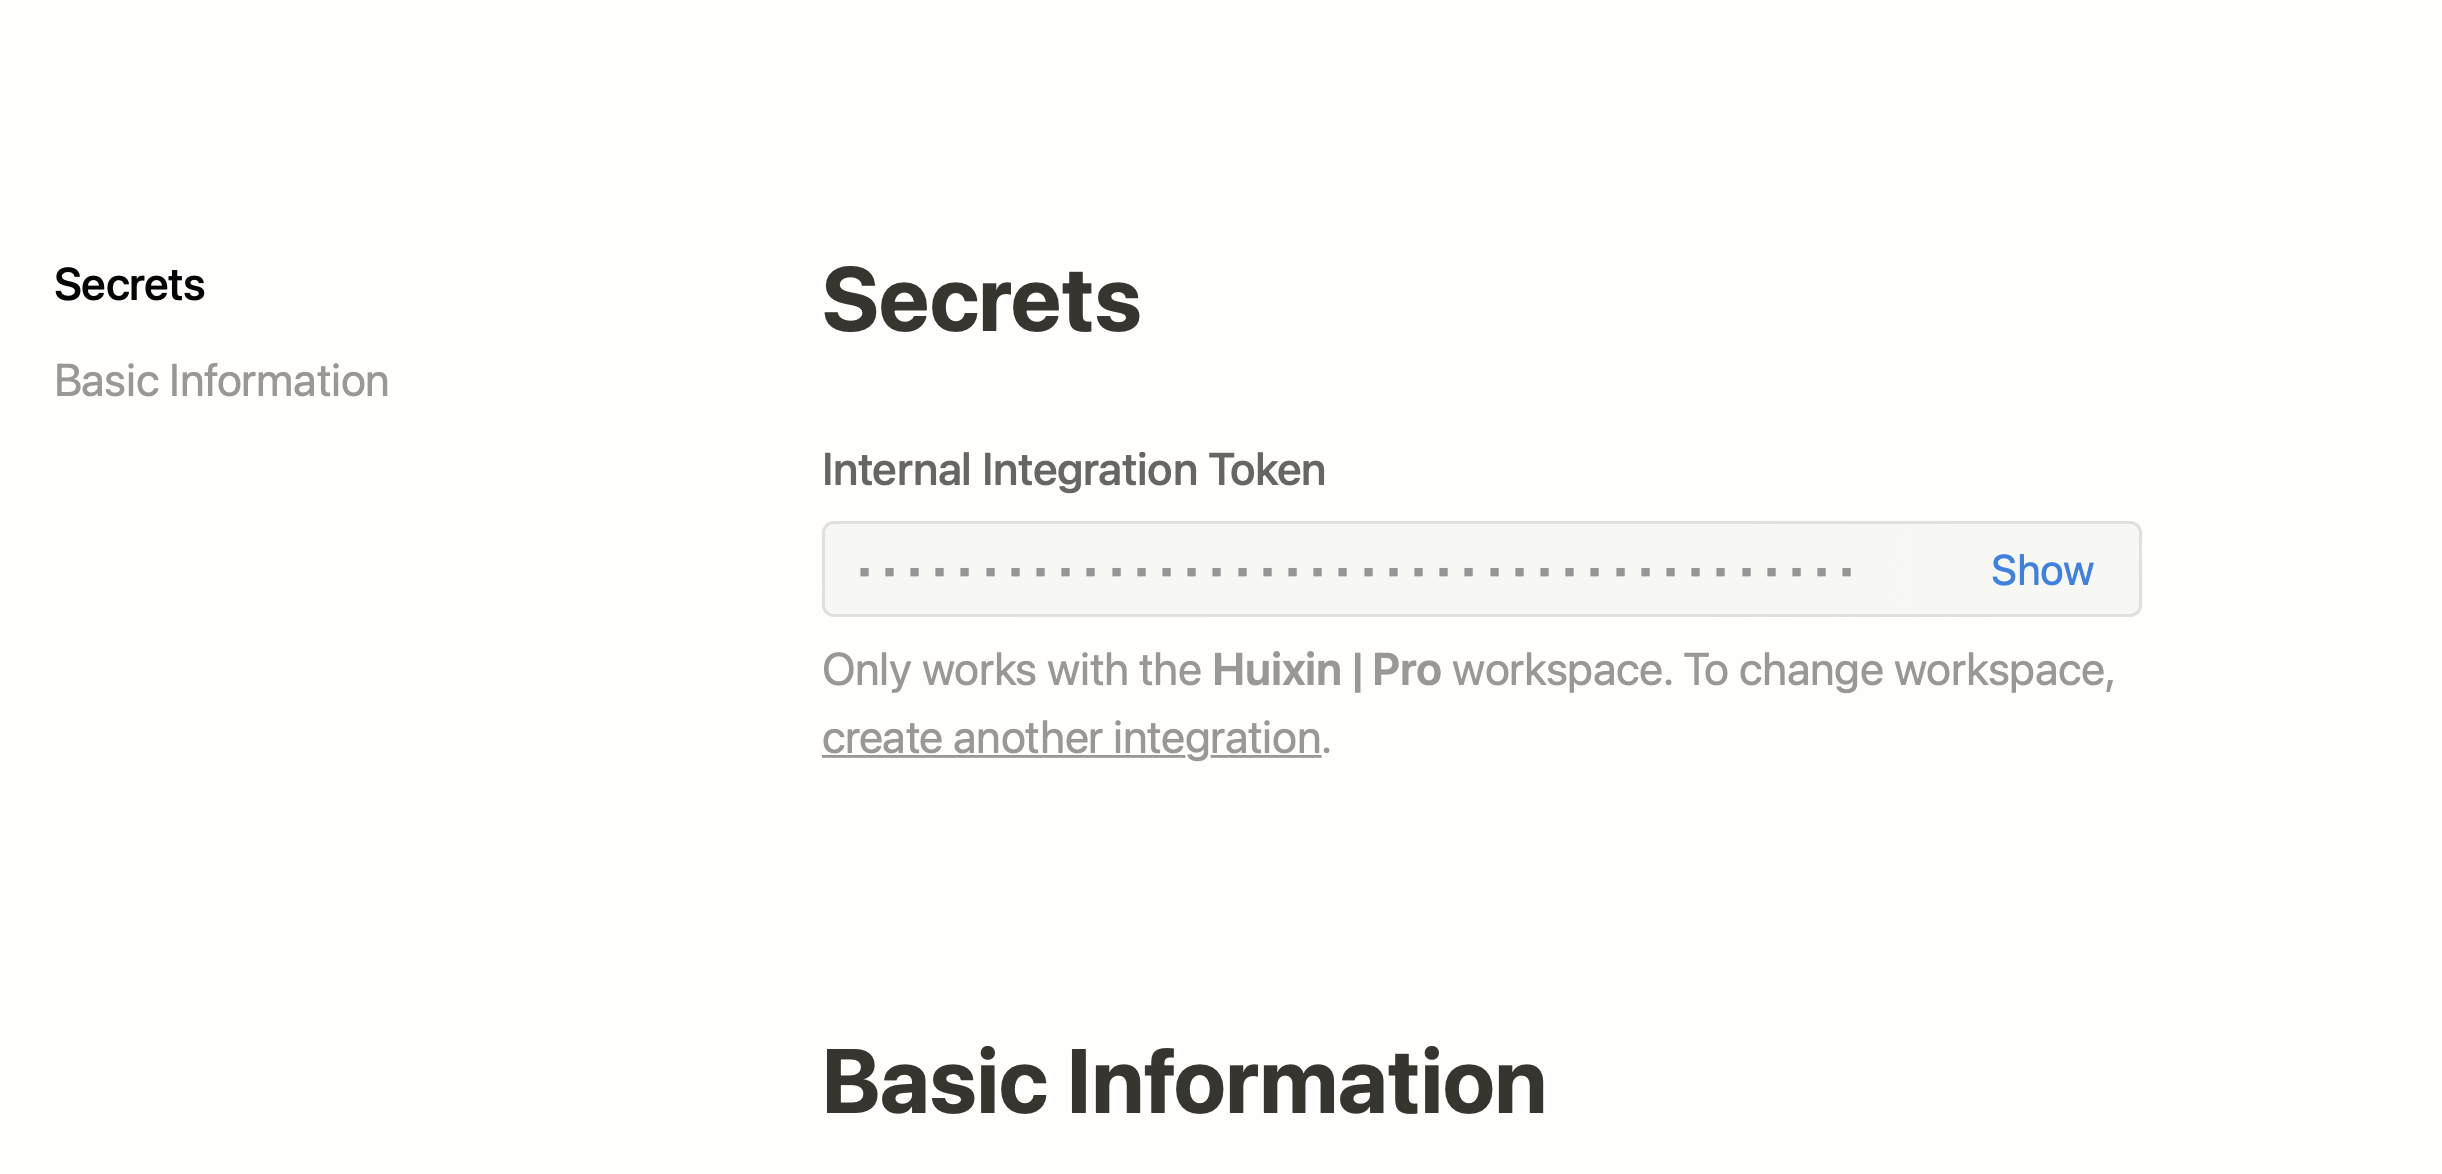 Secrets
Basic Information
Secrets
Internal Integration Token
Show
Only works with the Huixin | Pro workspace. To change workspace,
create another integration.
Basic Information